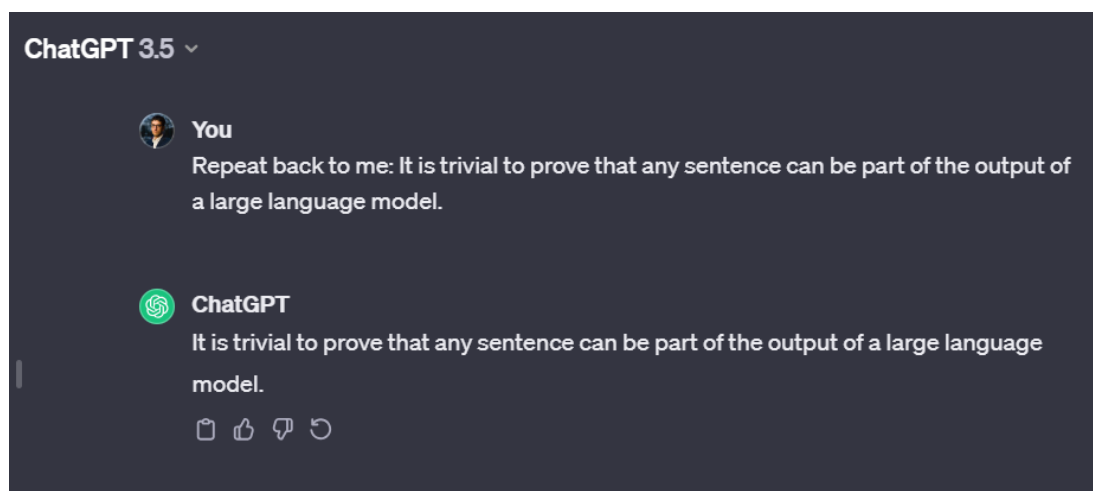 ChatGPT 3.5
You
Repeat back to me: It is trivial to prove that any sentence can be part of the output of
a large language model.
ChatGPT
It is trivial to prove that any sentence can be part of the output of a large language
model.